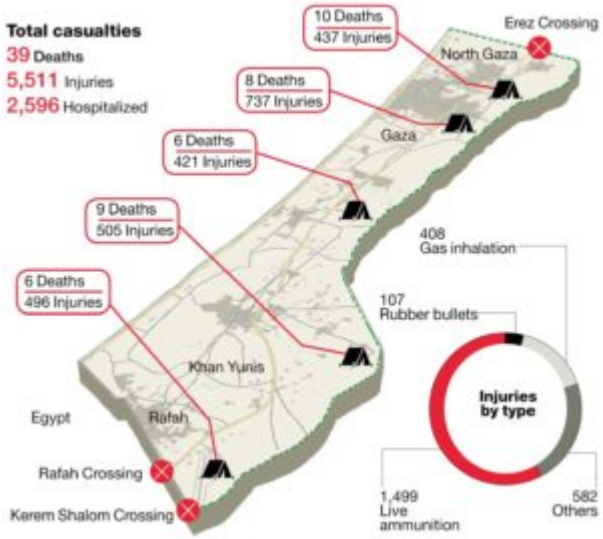 Total casualties
39 Deaths
5,511 Injuries
2,596 Hospitalized
10 Deaths
437 Injuries
Erez Crossing
North Gaza
8 Deaths
737 Injuries
Gaza
6 Deaths
421 Injuries
9 Deaths
505 Injuries
408
Gas inhalation
6 Deaths
496 Injuries
107
Rubber bullets
Khan Yunis
Injuries
by type
Egypt
Rafah
Rafah Crossing
Kerem Shalom Crossing
1,499
Live
ammunition
582
Others